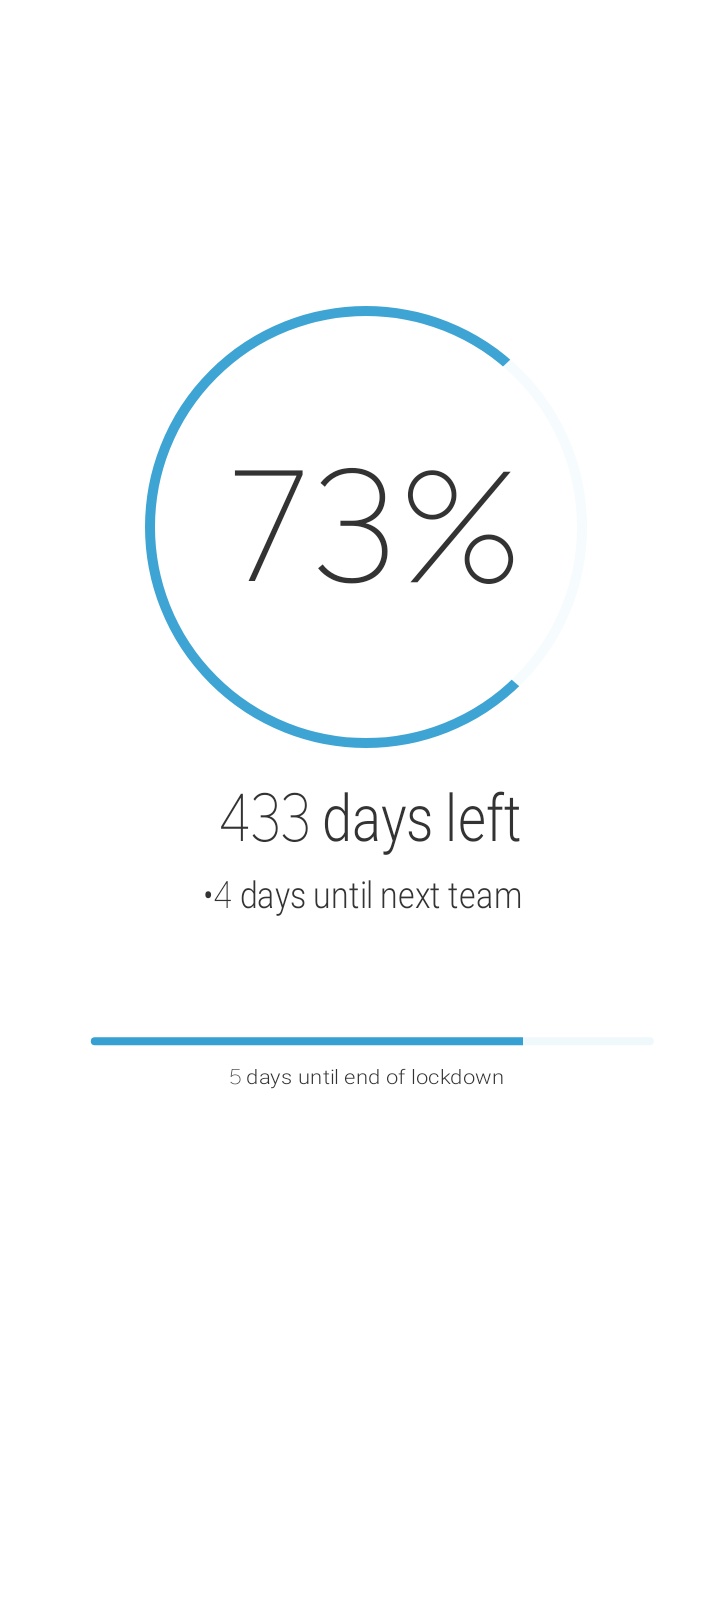 73%
433 days left
•4 days until next team
5 days until end of lockdown